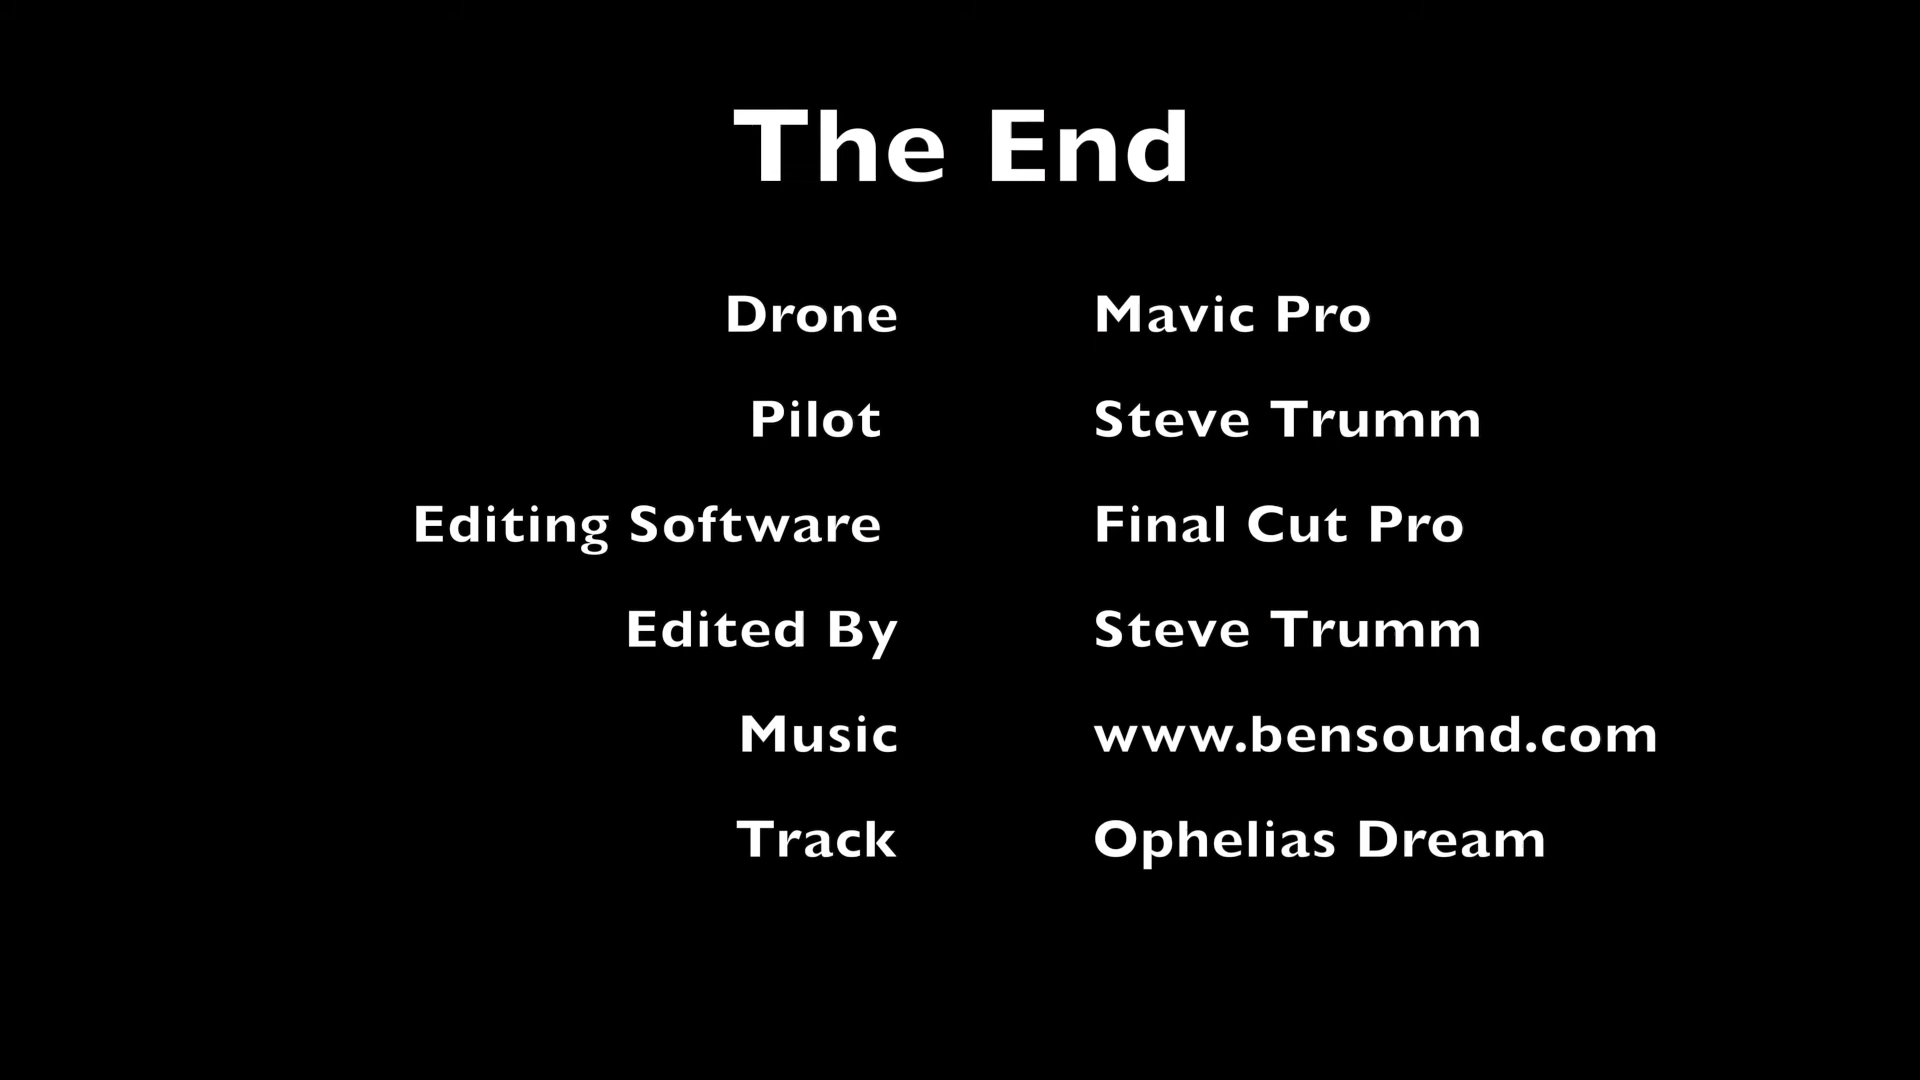 The End
Drone Mavic Pro
Pilot Steve Trumm
Editing Software Final Cut Pro
Edited By Steve Trumm
Music www.bensound.com
Track Ophelias Dream